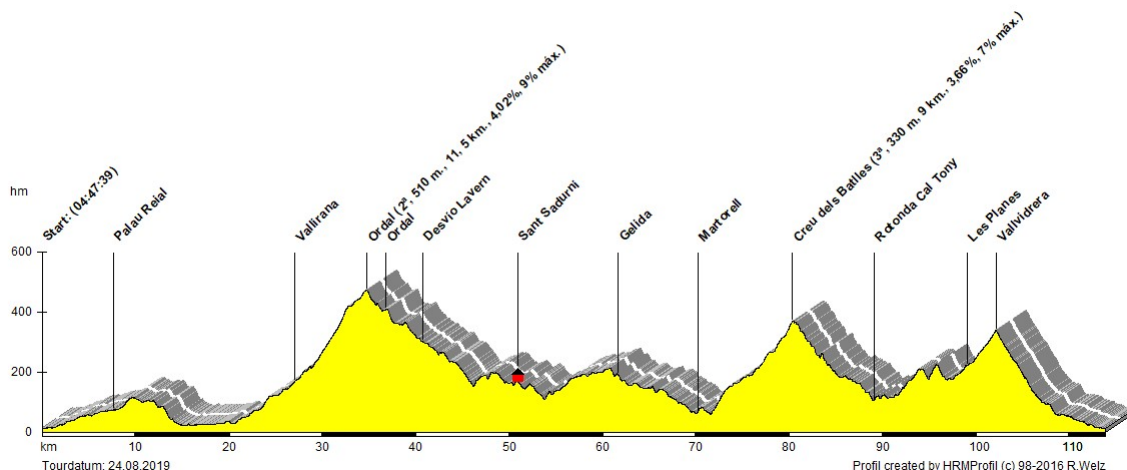 hm
Start: (04:47:39)
Palau Reial
Vallirana
Ordal (2ª, 510 m., 11, 5 km., 4,02%, 9% máx.)
Ordal
Desvio LaVern
Sant Sadurni
Gelida
Martorell
Creu dels Batlles (3ª, 330 m, 9 km., 3,66%, 7% máx.)
Rotonda Cal Tony
Les Planes
Vallvidrera
600
400
200
0
km 10 20 30 40 50 60 70 80 90 100 110
Tourdatum: 24.08.2019
Profil created by HRMProfil (c) 98-2016 R.Welz